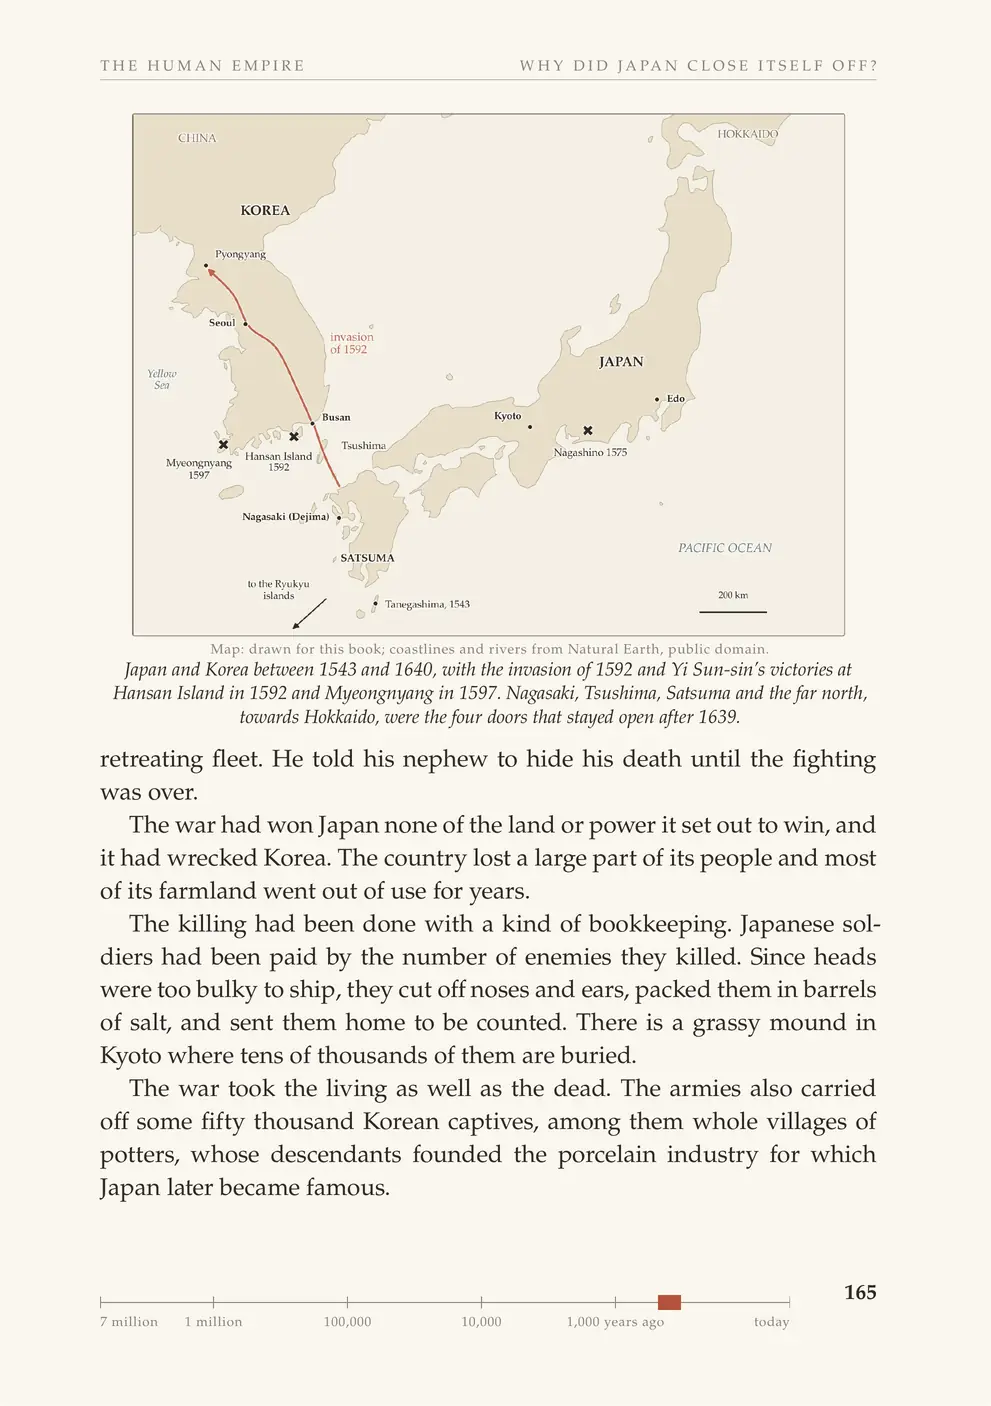 THE HUMAN EMPIRE
WHY DID JAPAN CLOSE ITSELF OFF?
CHINA
HOKKAIDO
KOREA
Pyongyang
Seoul
invasion
of 1592
Yellow
Sea
JAPAN
Edo
Kyoto
Busan
Tsushima
Nagashino 1575
Hansan Island
1592
Myeongnyang
1597
Nagasaki (Dejima)
PACIFIC OCEAN
SATSUMA
to the Ryukyu
islands
Tanegashima, 1543
200 km
Map: drawn for this book; coastlines and rivers from Natural Earth, public domain.
Japan and Korea between 1543 and 1640, with the invasion of 1592 and Yi Sun-sin’s victories at
Hansan Island in 1592 and Myeongnyang in 1597. Nagasaki, Tsushima, Satsuma and the far north,
towards Hokkaido, were the four doors that stayed open after 1639.
retreating fleet. He told his nephew to hide his death until the fighting
was over.
The war had won Japan none of the land or power it set out to win, and
it had wrecked Korea. The country lost a large part of its people and most
of its farmland went out of use for years.
The killing had been done with a kind of bookkeeping. Japanese sol-
diers had been paid by the number of enemies they killed. Since heads
were too bulky to ship, they cut off noses and ears, packed them in barrels
of salt, and sent them home to be counted. There is a grassy mound in
Kyoto where tens of thousands of them are buried.
The war took the living as well as the dead. The armies also carried
off some fifty thousand Korean captives, among them whole villages of
potters, whose descendants founded the porcelain industry for which
Japan later became famous.
165
7 million
1 million
100,000
10,000
1,000 years ago
today